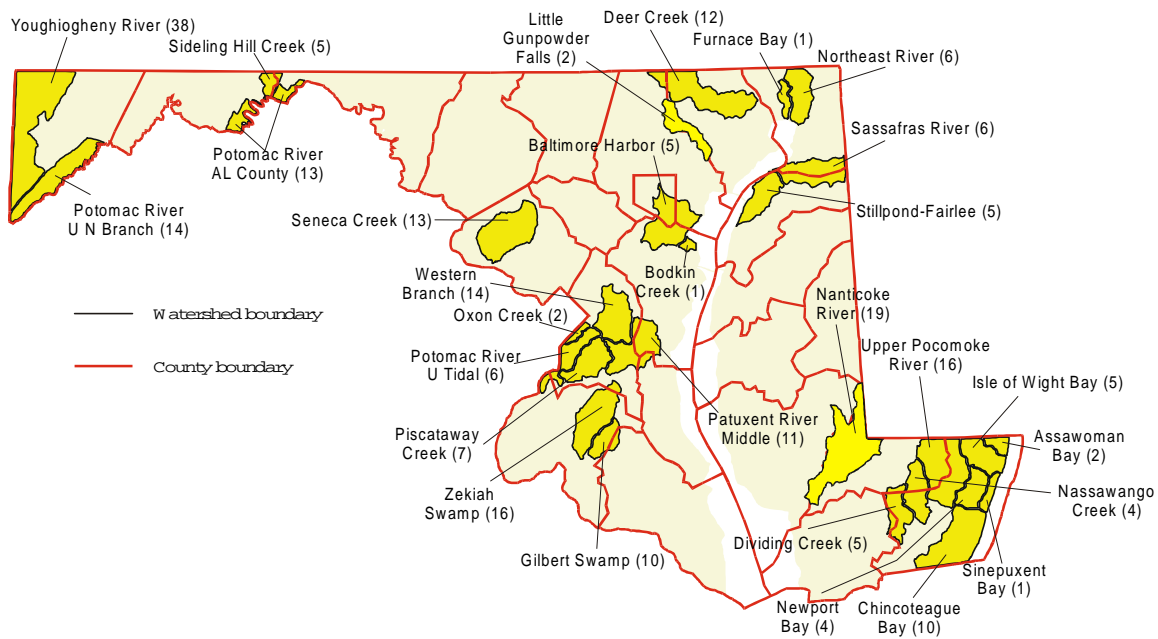 Youghiogheny River (38)
Sideling Hill Creek (5)
Little
Gunpowder
Falls (2)
Deer Creek (12)
Furnace Bay (1)
Northeast River (6)
Sassafras River (6)
Baltimore Harbor (5)
Potomac River
AL County (13)
Potomac River
U N Branch (14)
Seneca Creek (13)
Stillpond-Fairlee (5)
Bodkin
Creek (1)
Western
Branch (14)
Oxon Creek (2)
Nanticoke
River (19)
Watershed boundary
County boundary
Potomac River
U Tidal (6)
Upper Pocomoke
River (16)
Isle of Wight Bay (5)
Assawoman
Bay (2)
Piscataway
Creek (7)
Patuxent River
Middle (11)
Zekiah
Swamp (16)
Nassawango
Creek (4)
Gilbert Swamp (10)
Dividing Creek (5)
Sinepuxent
Bay (1)
Newport
Bay (4)
Chincoteague
Bay (10)